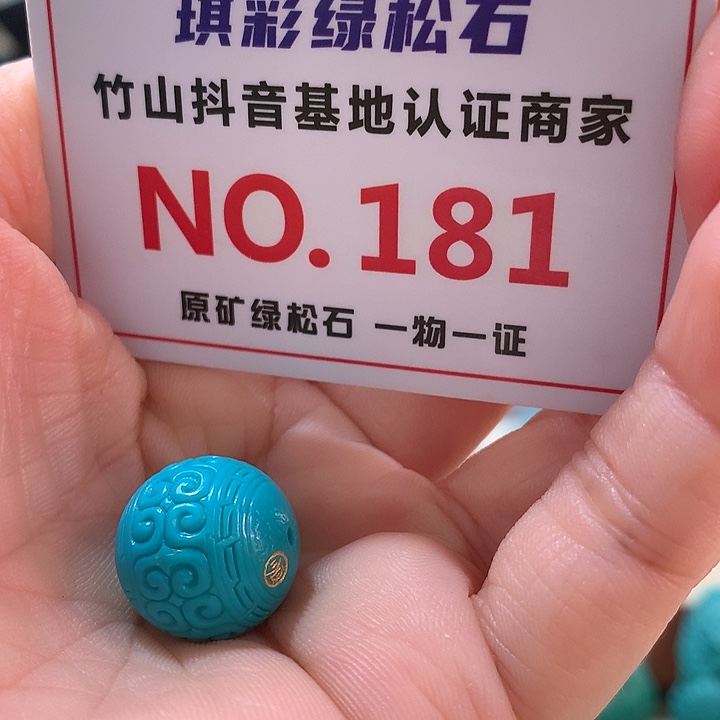 琪彩绿松石
竹山抖音基地认证商家
NO.181
原矿绿松石 一物一证